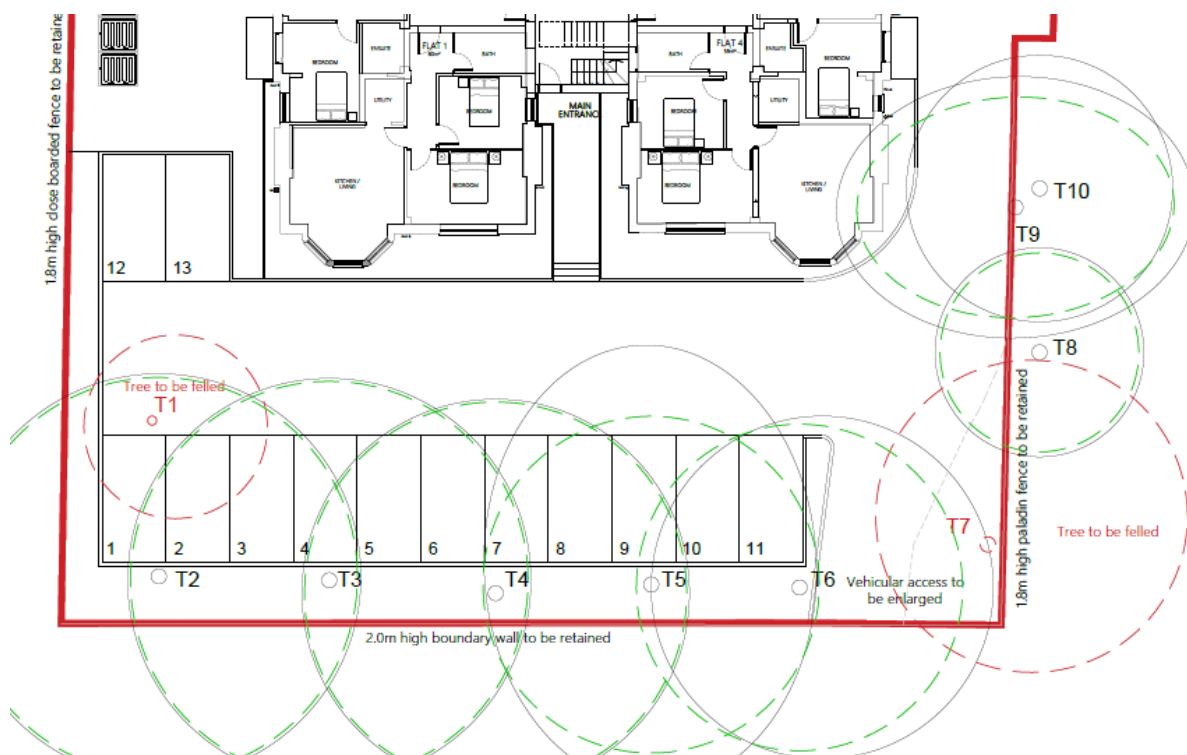 1.8m high close boarded fence to be retaine
BEDROOM
ENSUITE
FLAT 1
BATH
UTILITY
BEDROOM
BEDROOM
KITCHEN /
LIVING
MAIN
ENTRANC
BATH
FLAT 4
ENSUITE
BEDROOM
BEDROOM
UTILITY
BEDROOM
KITCHEN /
LIVING
T10
T9
T8
12
13
Tree to be felled
T1
1
2
3
4
5
6
7
8
9
10
11
T2
T3
T4
T5
T6
T7
Tree to be felled
Vehicular access to
be enlarged
1.8m high paladin fence to be retained
2.0m high boundary wall to be retained